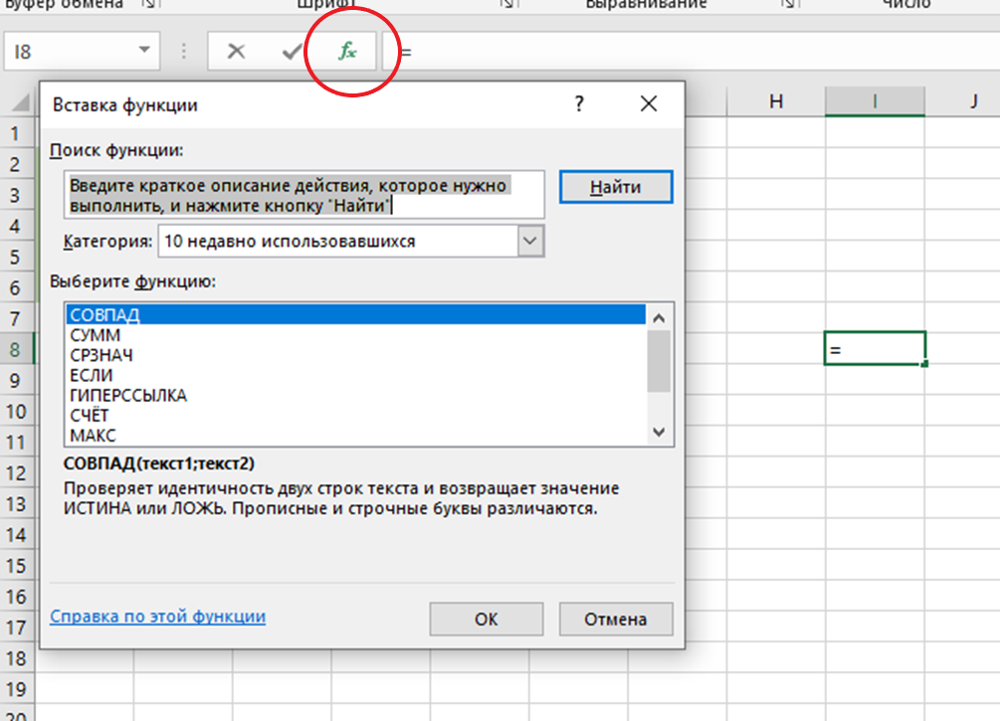 Буфер обмена Шрифт Выравнивание Число
I8 fx =
Вставка функции ? 
H I J
Поиск функции:
Введите краткое описание действия, которое нужно
выполнить, и нажмите кнопку "Найти"
Найти
Категория: 10 недавно использовавшихся
Выберите функцию:
СОВПАД
СУММ
СРЗНАЧ
ЕСЛИ
ГИПЕРССЫЛКА
СЧЁТ
МАКС
СОВПАД(текст1;текст2)
Проверяет идентичность двух строк текста и возвращает значение
ИСТИНА или ЛОЖЬ. Прописные и строчные буквы различаются.
Справка по этой функции
ОК
Отмена
=
1
2
3
4
5
6
7
8
9
10
11
12
13
14
15
16
17
18
19
20